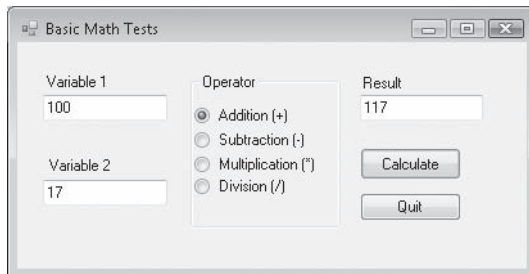 Basic Math Tests
Variable 1
100
Variable 2
17
Operator
Addition (+)
Subtraction (-)
Multiplication (*)
Division (/)
Result
117
Calculate
Quit